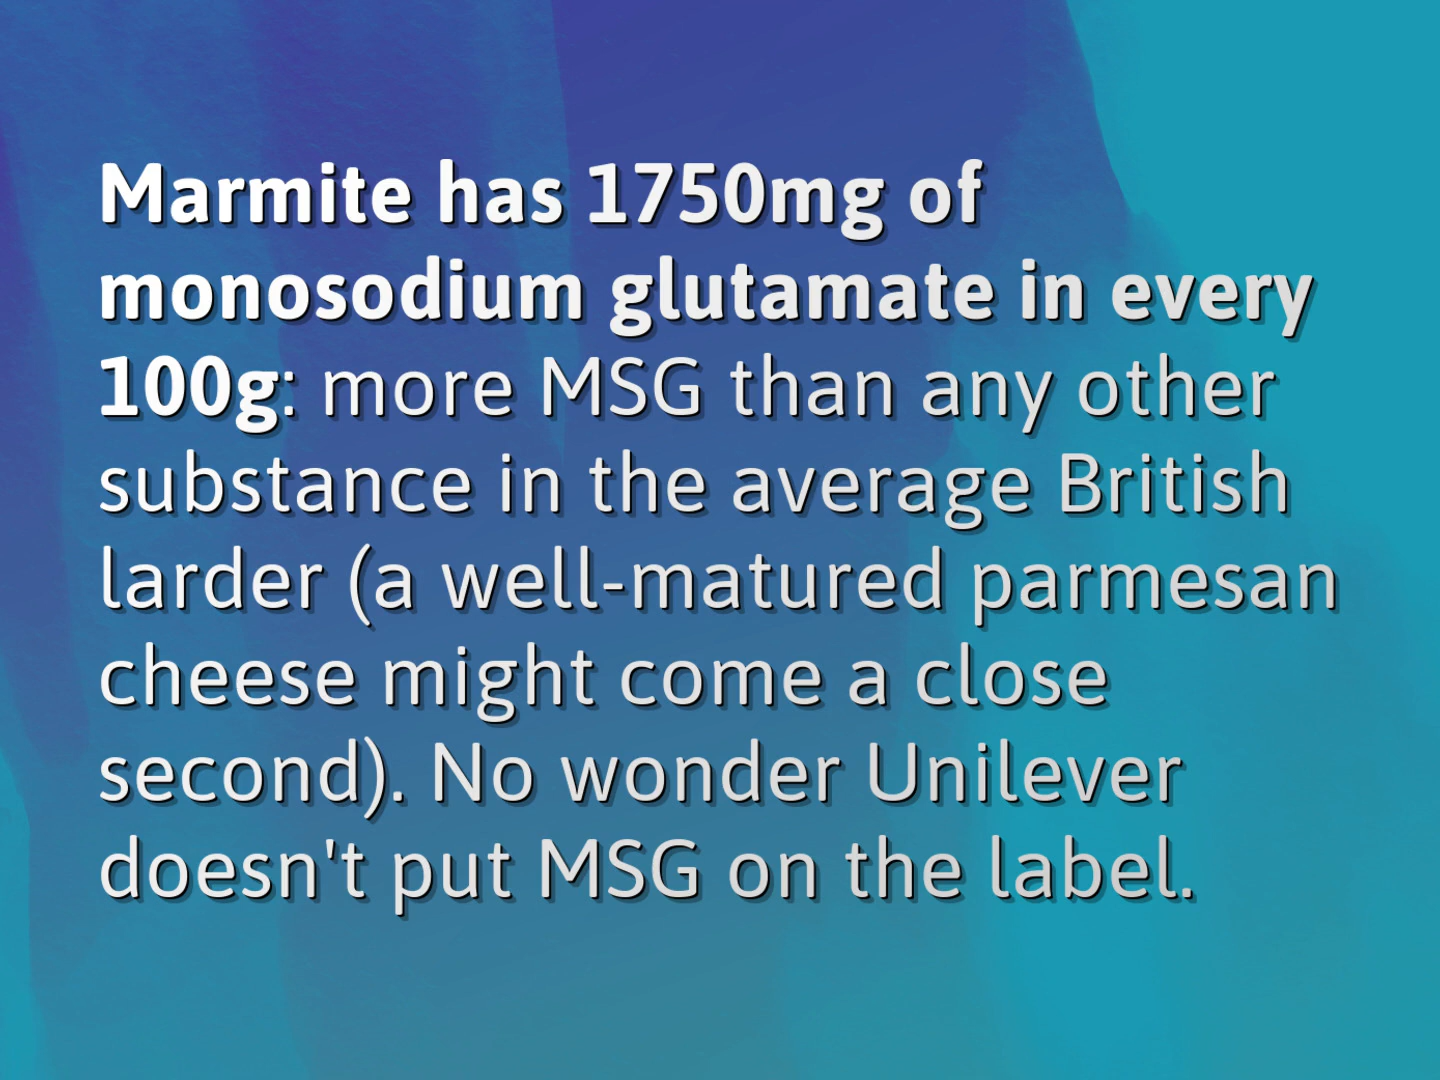 Marmite has 1750mg of
monosodium glutamate in every
100g: more MSG than any other
substance in the average British
larder (a well-matured parmesan
cheese might come a close
second). No wonder Unilever
doesn't put MSG on the label.